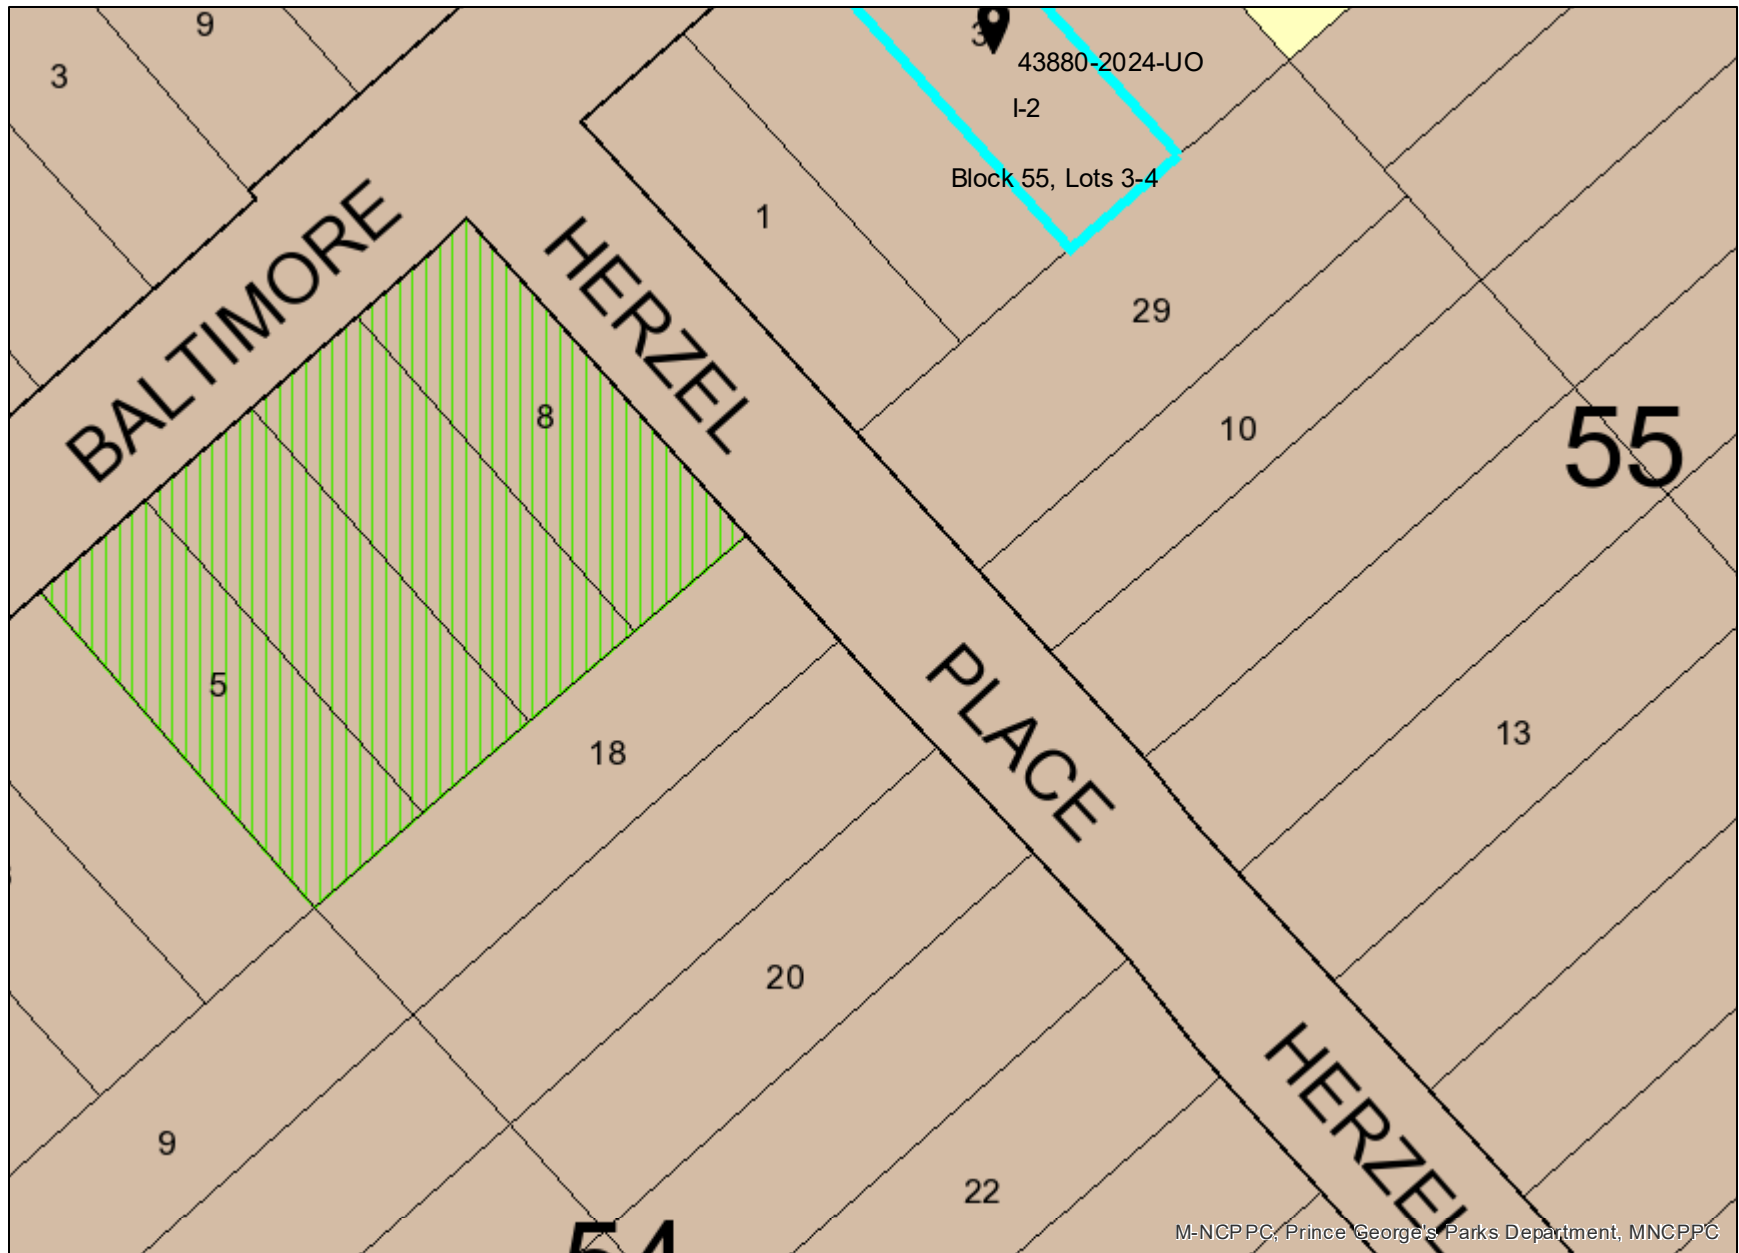 9
3
3
43880-2024-UO
I-2
Block 55, Lots 3-4
1
BALTIMORE
HERZEL
29
8
10
55
5
18
PLACE
13
20
9
22
HERZEL
54
M-NCPPC, Prince George's Parks Department, MNCPPC